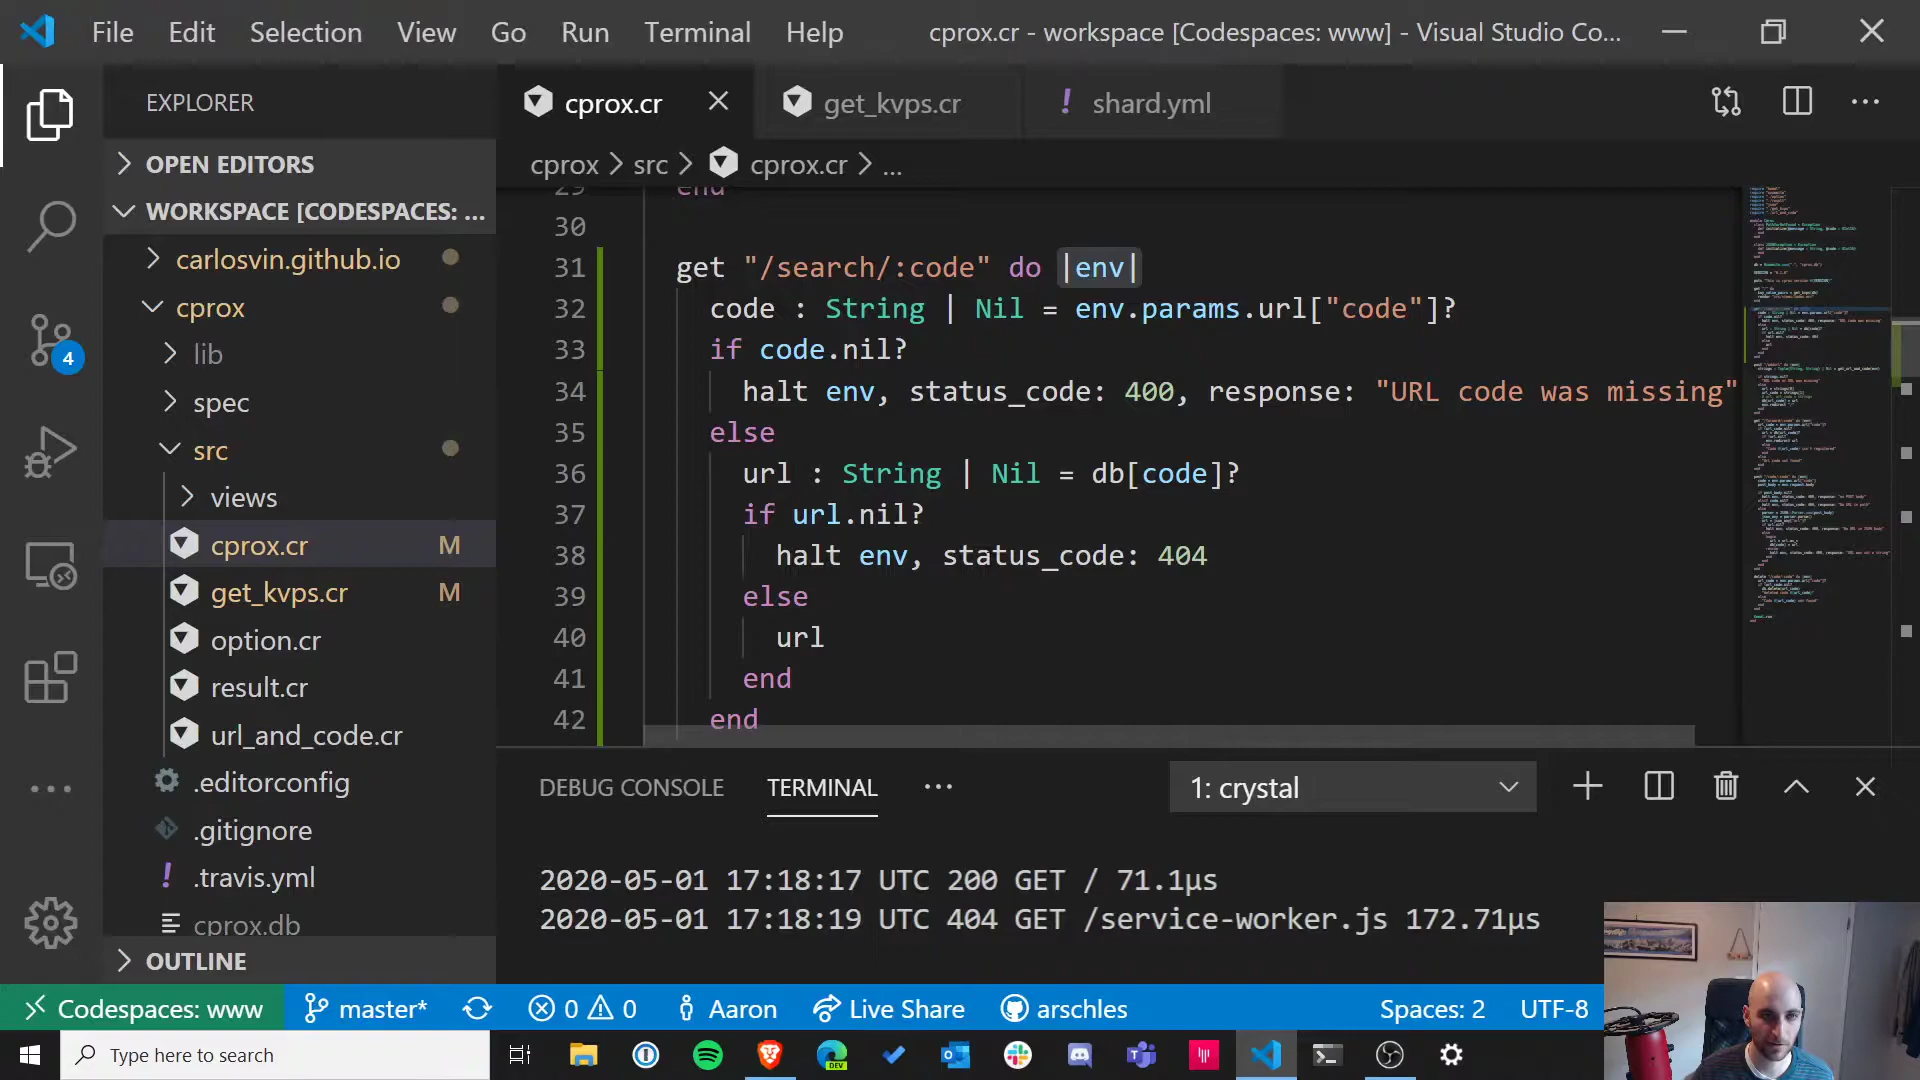 File Edit Selection View Go Run Terminal Help
cprox.cr - workspace [Codespaces: www] - Visual Studio Co...
EXPLORER
OPEN EDITORS
WORKSPACE [CODESPACES: ...
carlosvin.github.io
cprox
lib
spec
src
views
cprox.cr M
get_kvps.cr M
option.cr
result.cr
url_and_code.cr
.editorconfig
.gitignore
.travis.yml
cprox.db
OUTLINE
4
cprox.cr
get_kvps.cr
shard.yml
cprox > src > cprox.cr > ...
29 end
30
31 get "/search/:code" do |env|
32 code : String | Nil = env.params.url["code"]?
33 if code.nil?
34 halt env, status_code: 400, response: "URL code was missing"
35 else
36 url : String | Nil = db[code]?
37 if url.nil?
38 halt env, status_code: 404
39 else
40 url
41 end
42 end
DEBUG CONSOLE TERMINAL ...
1: crystal
2020-05-01 17:18:17 UTC 200 GET / 71.1µs
2020-05-01 17:18:19 UTC 404 GET /service-worker.js 172.71µs
Codespaces: www master* 0 0 Aaron Live Share arschles Spaces: 2 UTF-8
Type here to search
DEV